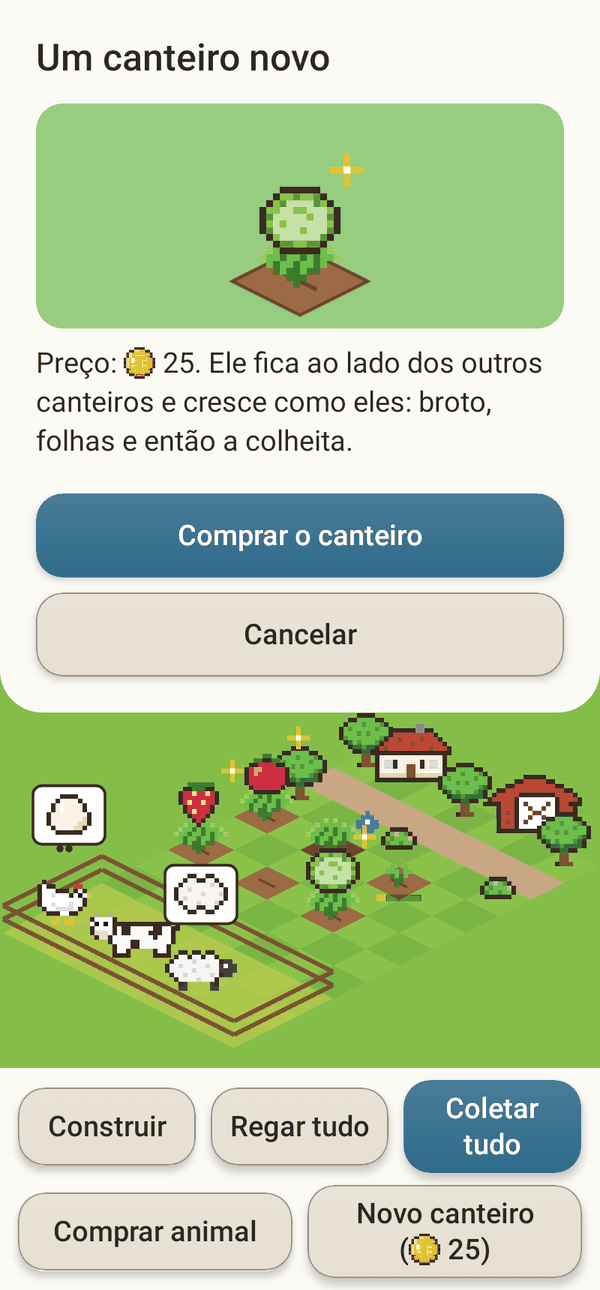 Um canteiro novo
Preço: 25. Ele fica ao lado dos outros
canteiros e cresce como eles: broto,
folhas e então a colheita.
Comprar o canteiro
Cancelar
Construir
Regar tudo
Coletar
tudo
Comprar animal
Novo canteiro
( 25)